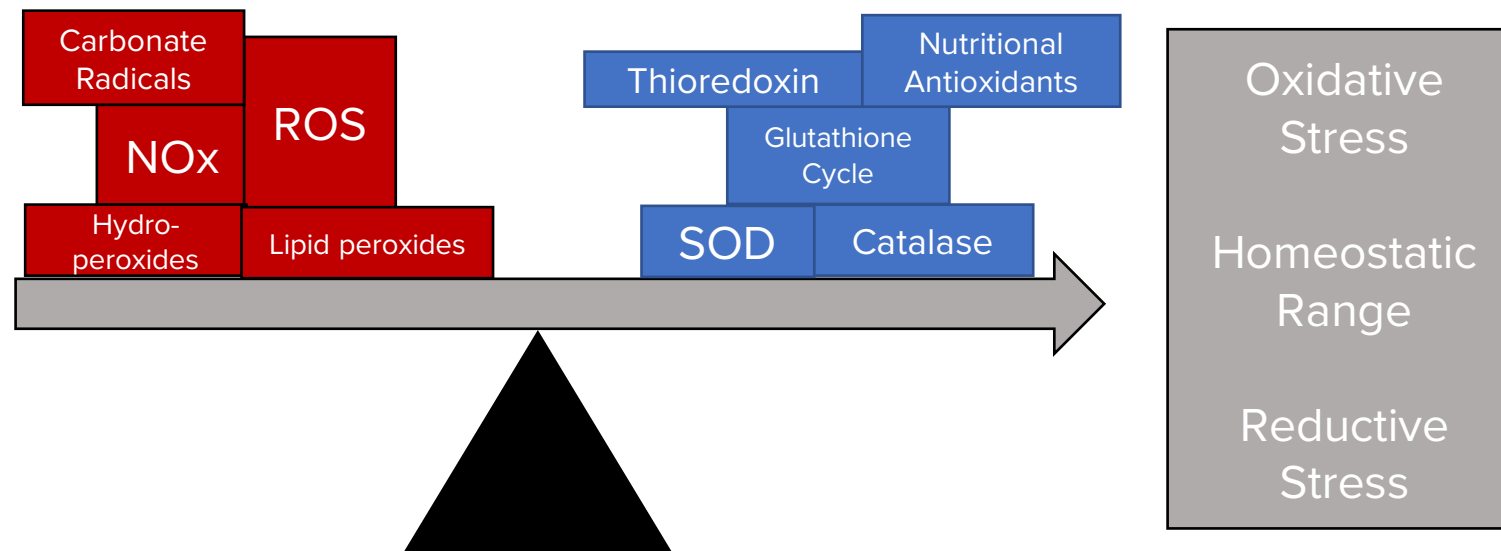 Carbonate
Radicals
ROS
NOx
Hydro-
peroxides
Lipid peroxides
Thioredoxin
Nutritional
Antioxidants
Glutathione
Cycle
SOD
Catalase
Oxidative
Stress
Homeostatic
Range
Reductive
Stress